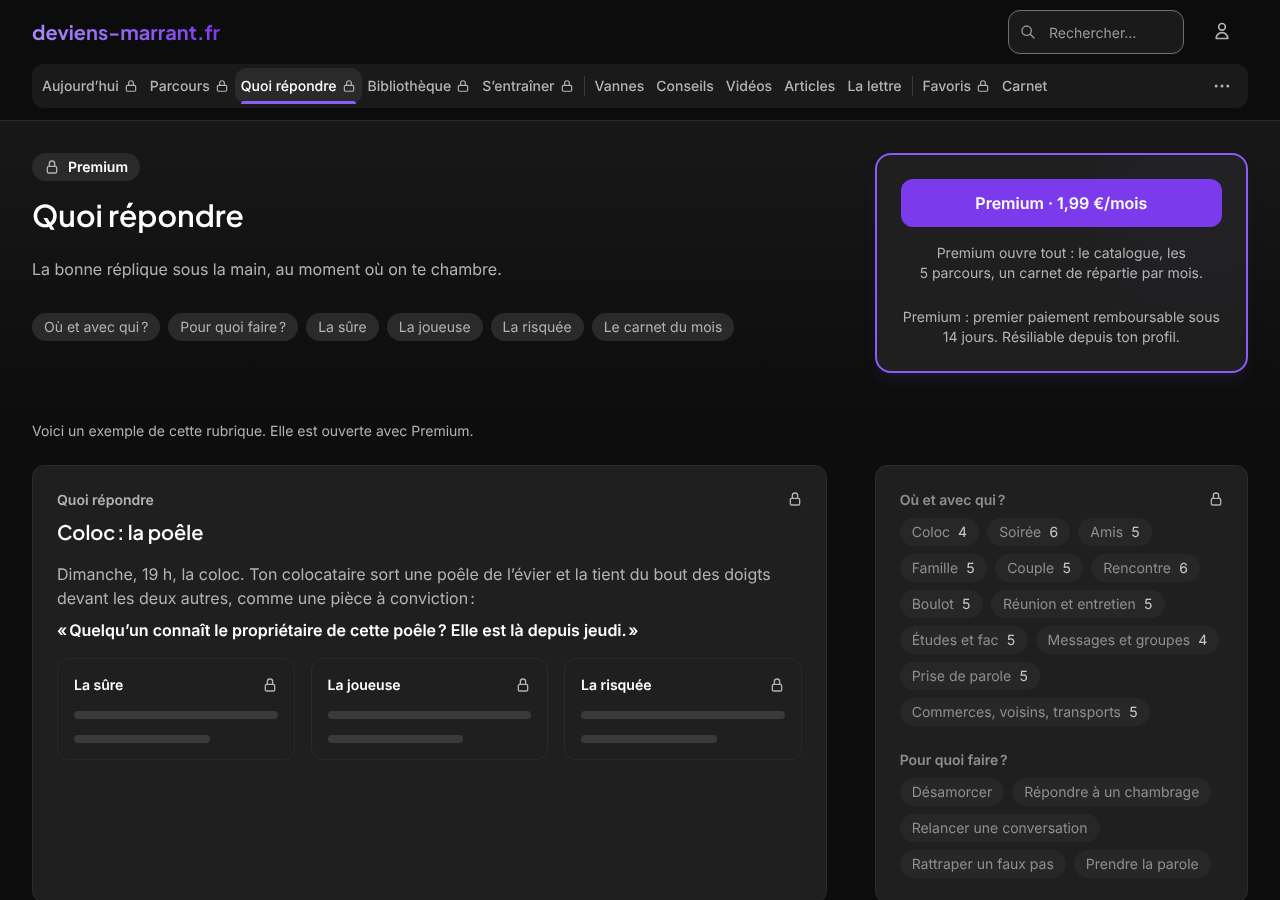 deviens-marrant.fr
Rechercher...
Aujourd’hui Parcours Quoi répondre Bibliothèque S’entraîner Vannes Conseils Vidéos Articles La lettre Favoris Carnet
Premium
Quoi répondre
La bonne réplique sous la main, au moment où on te chambre.
Où et avec qui ? Pour quoi faire ? La sûre La joueuse La risquée Le carnet du mois
Premium · 1,99 €/mois
Premium ouvre tout : le catalogue, les
5 parcours, un carnet de répartie par mois.
Premium : premier paiement remboursable sous
14 jours. Résiliable depuis ton profil.
Voici un exemple de cette rubrique. Elle est ouverte avec Premium.
Quoi répondre
Coloc : la poêle
Dimanche, 19 h, la coloc. Ton colocataire sort une poêle de l’évier et la tient du bout des doigts
devant les deux autres, comme une pièce à conviction :
« Quelqu’un connaît le propriétaire de cette poêle ? Elle est là depuis jeudi. »
La sûre La joueuse La risquée
Où et avec qui ?
Coloc 4 Soirée 6 Amis 5
Famille 5 Couple 5 Rencontre 6
Boulot 5 Réunion et entretien 5
Études et fac 5 Messages et groupes 4
Prise de parole 5
Commerces, voisins, transports 5
Pour quoi faire ?
Désamorcer Répondre à un chambrage
Relancer une conversation
Rattraper un faux pas Prendre la parole